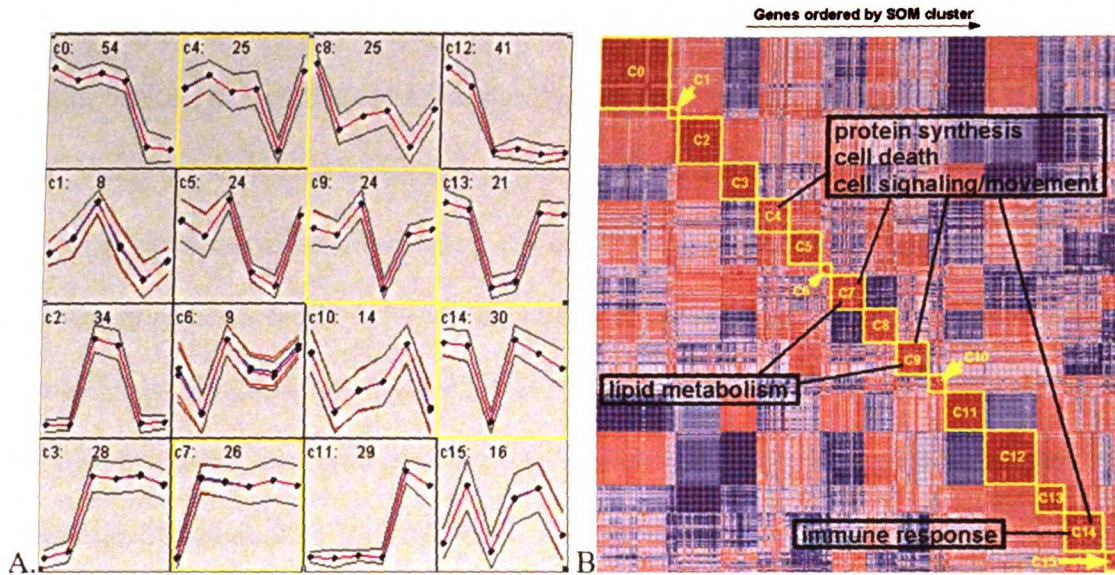 Genes ordered by SOM cluster
c0: 54
c4: 25
c8: 25
c12: 41
c1: 8
c5: 24
c9: 24
c13: 21
c2: 34
c6: 9
c10: 14
c14: 30
c3: 28
c7: 26
c11: 29
c15: 16
A.
C0
C1
C2
protein synthesis
cell death
cell signaling/movement
C3
C4
C5
C6
C7
C8
C9
C10
lipid metabolism
C11
C12
C13
immune response
C14
C15
B